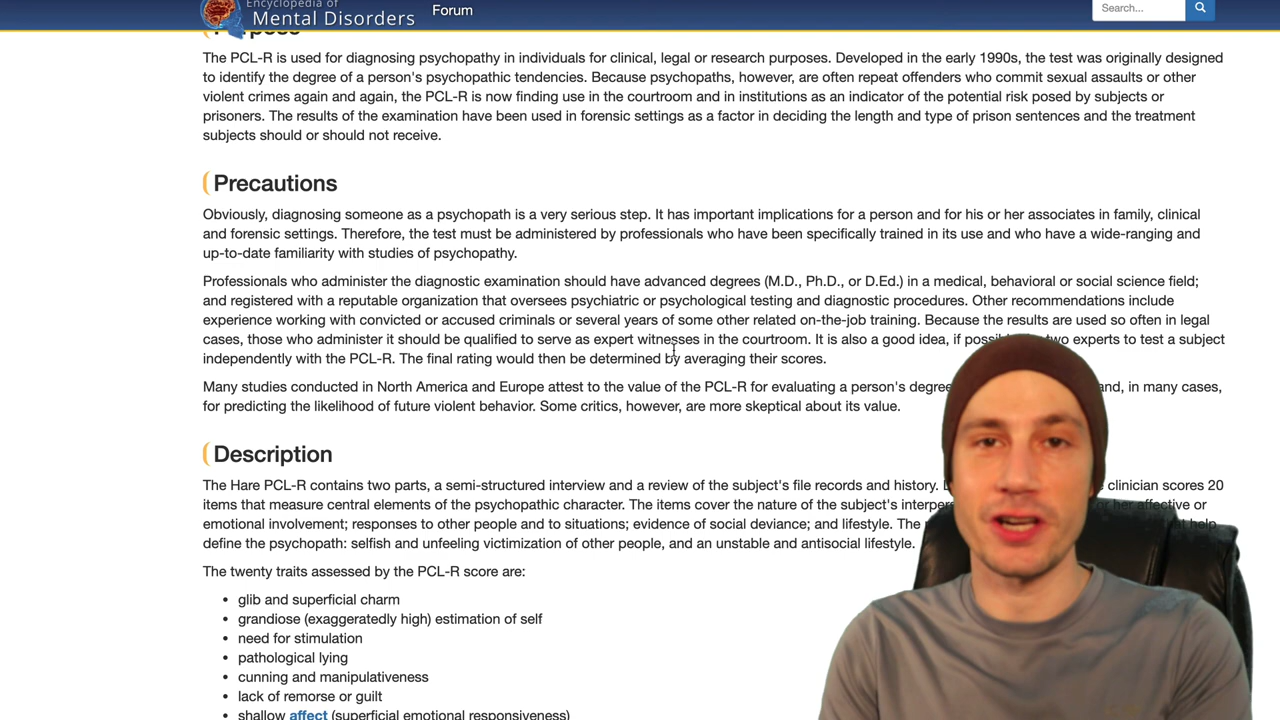 Encyclopedia of
Mental Disorders
Forum
Search...
Purpose
The PCL-R is used for diagnosing psychopathy in individuals for clinical, legal or research purposes. Developed in the early 1990s, the test was originally designed
to identify the degree of a person's psychopathic tendencies. Because psychopaths, however, are often repeat offenders who commit sexual assaults or other
violent crimes again and again, the PCL-R is now finding use in the courtroom and in institutions as an indicator of the potential risk posed by subjects or
prisoners. The results of the examination have been used in forensic settings as a factor in deciding the length and type of prison sentences and the treatment
subjects should or should not receive.
Precautions
Obviously, diagnosing someone as a psychopath is a very serious step. It has important implications for a person and for his or her associates in family, clinical
and forensic settings. Therefore, the test must be administered by professionals who have been specifically trained in its use and who have a wide-ranging and
up-to-date familiarity with studies of psychopathy.
Professionals who administer the diagnostic examination should have advanced degrees (M.D., Ph.D., or D.Ed.) in a medical, behavioral or social science field;
and registered with a reputable organization that oversees psychiatric or psychological testing and diagnostic procedures. Other recommendations include
experience working with convicted or accused criminals or several years of some other related on-the-job training. Because the results are used so often in legal
cases, those who administer it should be qualified to serve as expert witnesses in the courtroom. It is also a good idea, if two experts to test a subject
independently with the PCL-R. The final rating would then be determined by averaging their scores.
Many studies conducted in North America and Europe attest to the value of the PCL-R for evaluating a person's degree and, in many cases,
for predicting the likelihood of future violent behavior. Some critics, however, are more skeptical about its value.
Description
The Hare PCL-R contains two parts, a semi-structured interview and a review of the subject's file records and history. clinician scores 20
items that measure central elements of the psychopathic character. The items cover the nature of the subject's or her affective or
emotional involvement; responses to other people and to situations; evidence of social deviance; and lifestyle. The help
define the psychopath: selfish and unfeeling victimization of other people, and an unstable and antisocial lifestyle.
The twenty traits assessed by the PCL-R score are:
• glib and superficial charm
• grandiose (exaggeratedly high) estimation of self
• need for stimulation
• pathological lying
• cunning and manipulativeness
• lack of remorse or guilt
• shallow affect (superficial emotional responsiveness)